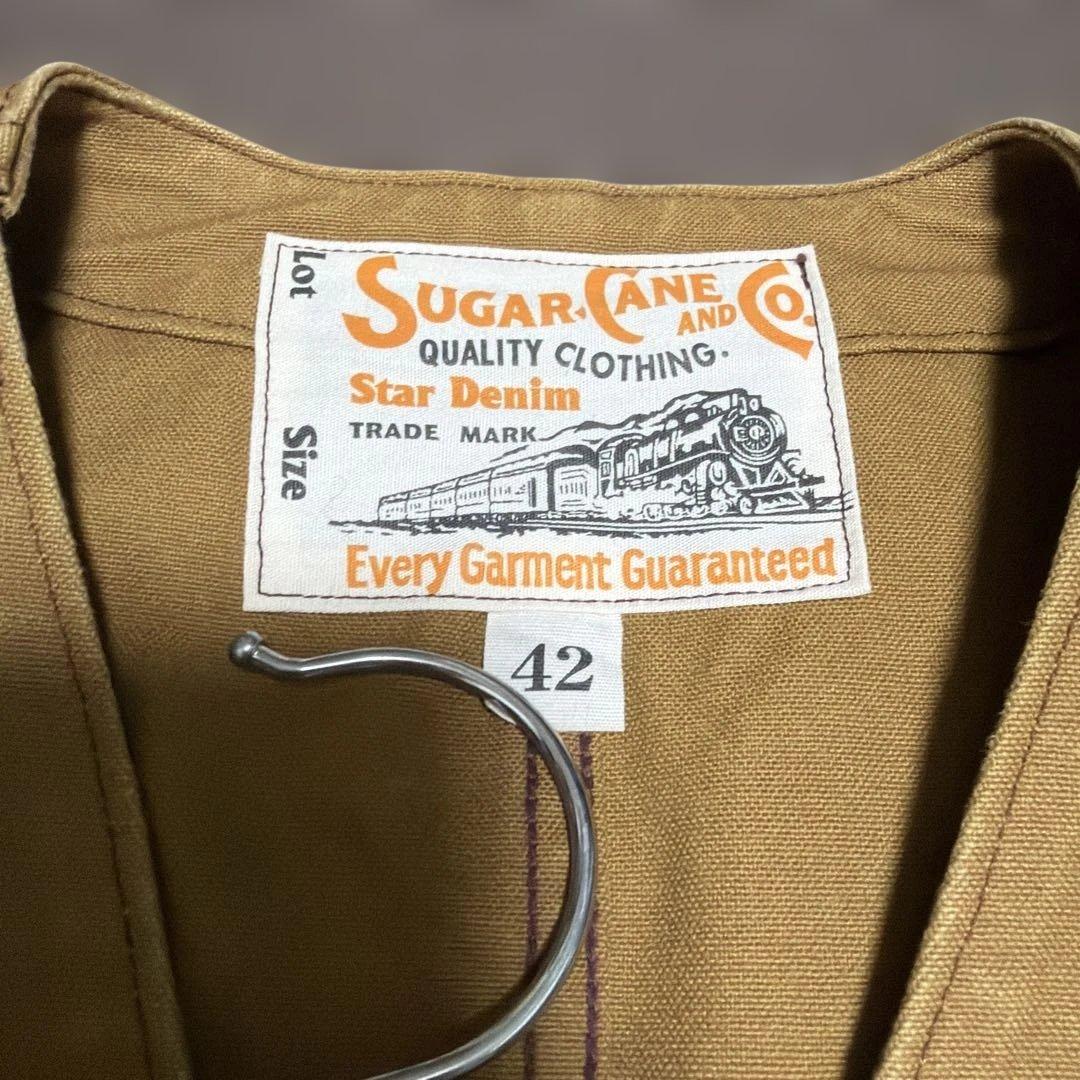 Lot
Size
SUGAR CANE AND CO.
QUALITY CLOTHING.
Star Denim
TRADE MARK
Every Garment Guaranteed
42